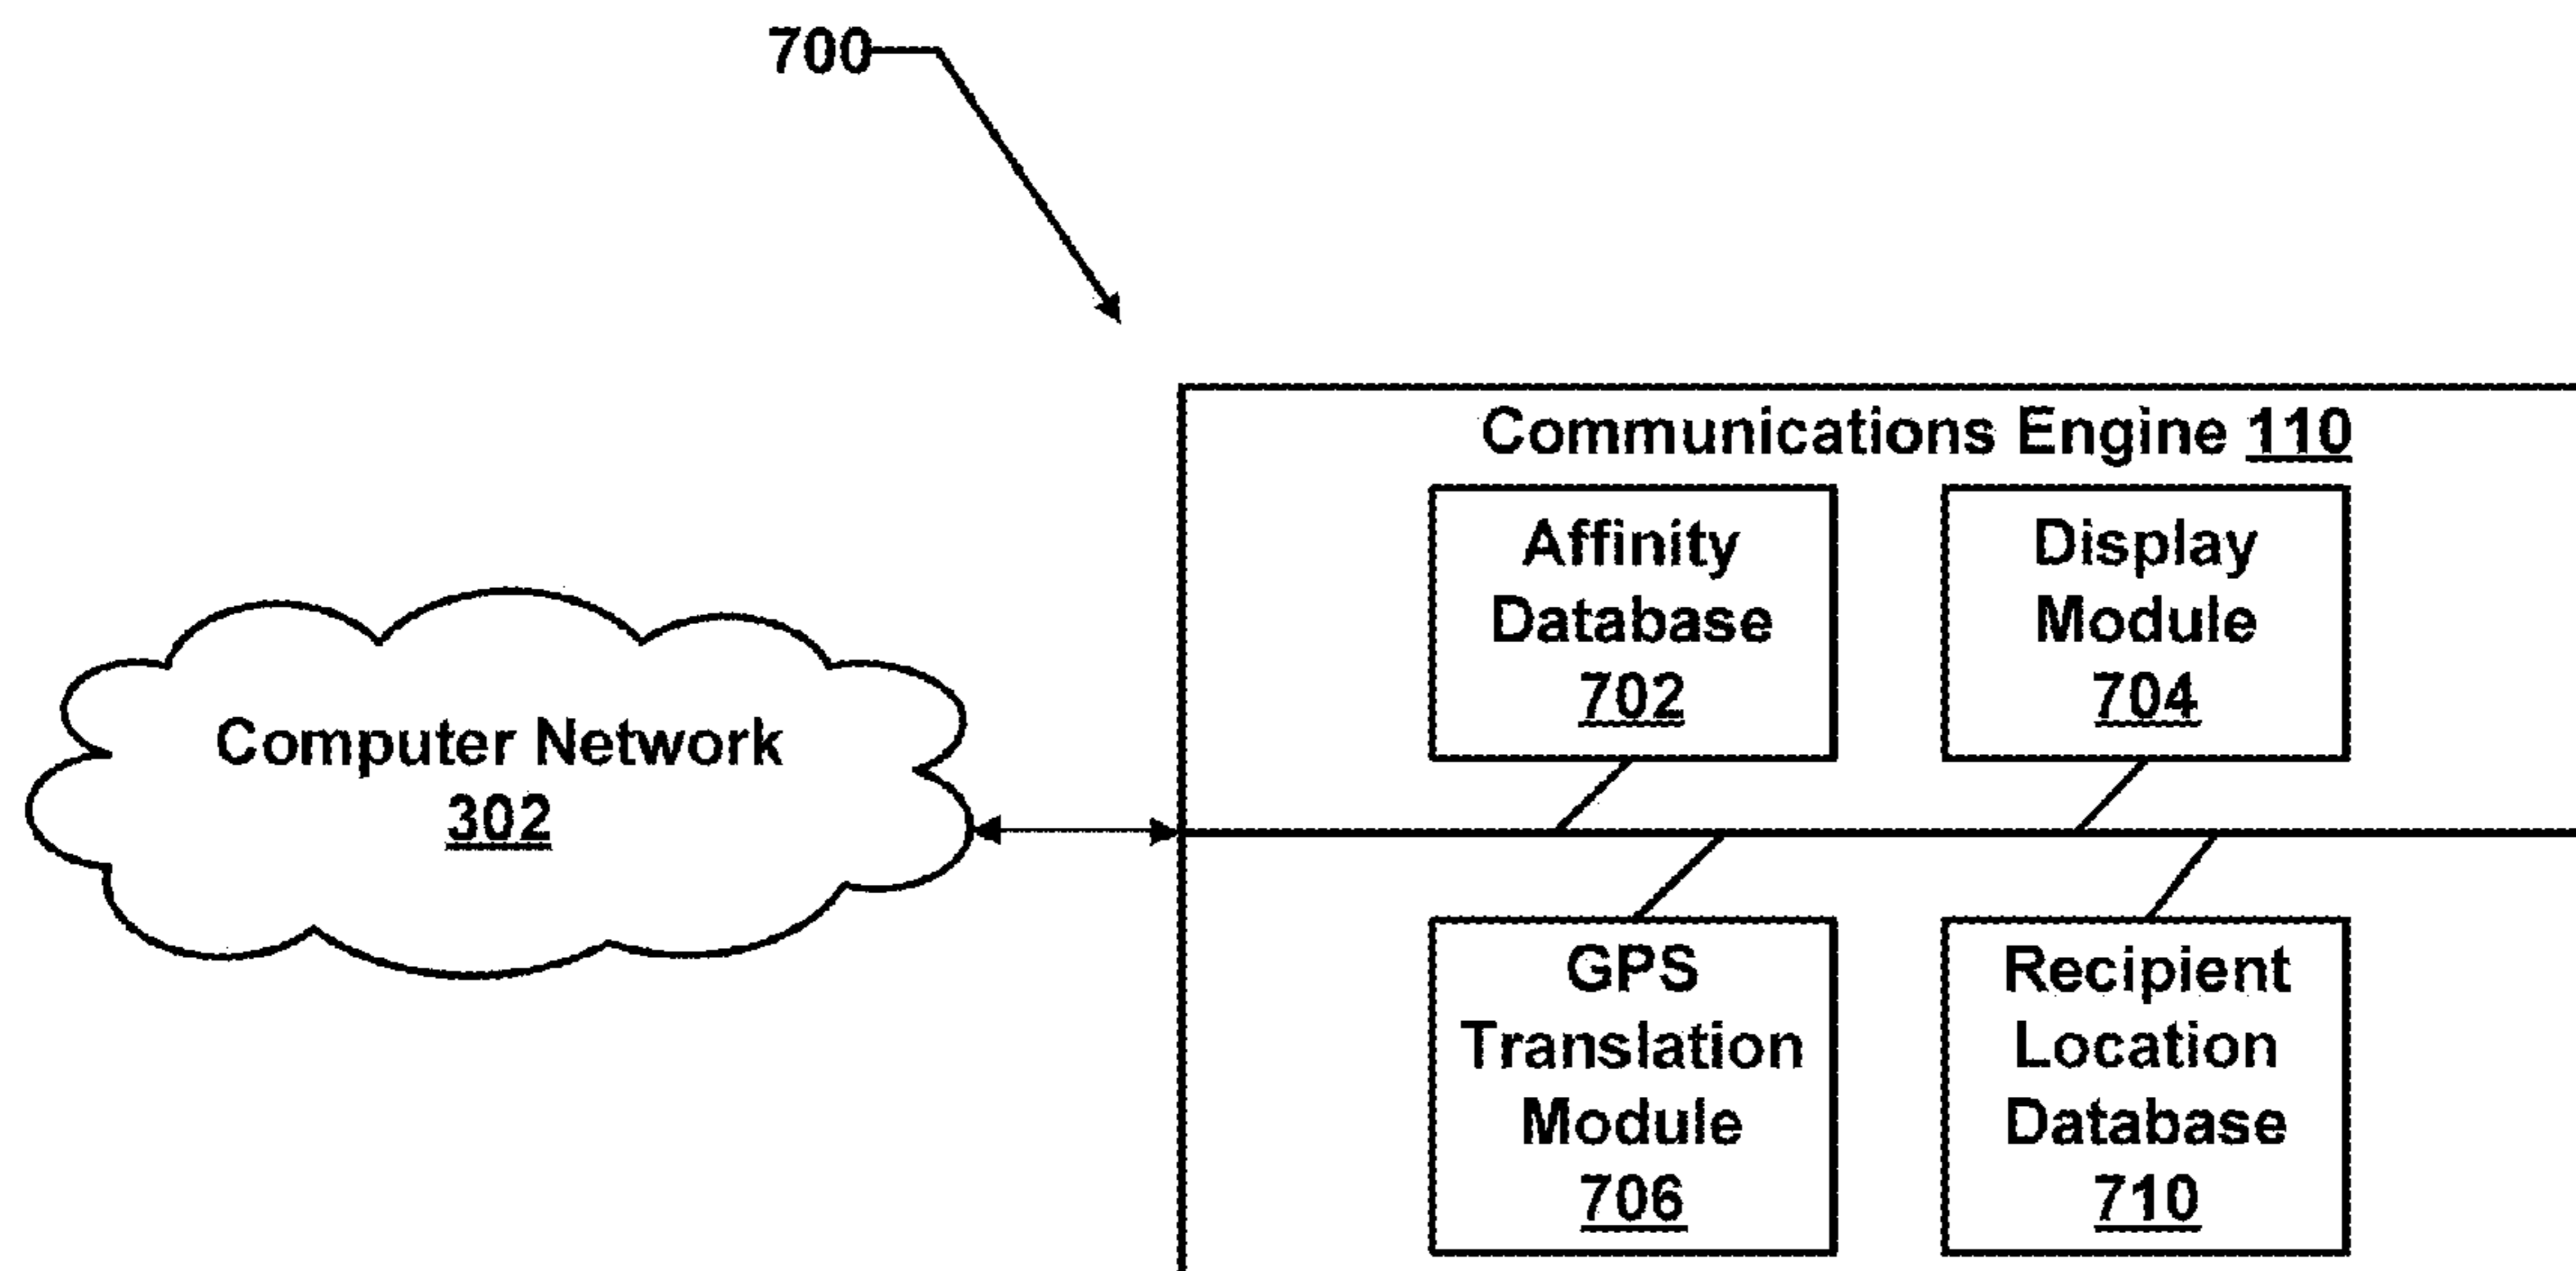 700
Communications Engine 110
Affinity
Database
702
Display
Module
704
Computer Network
302
GPS
Translation
Module
706
Recipient
Location
Database
710